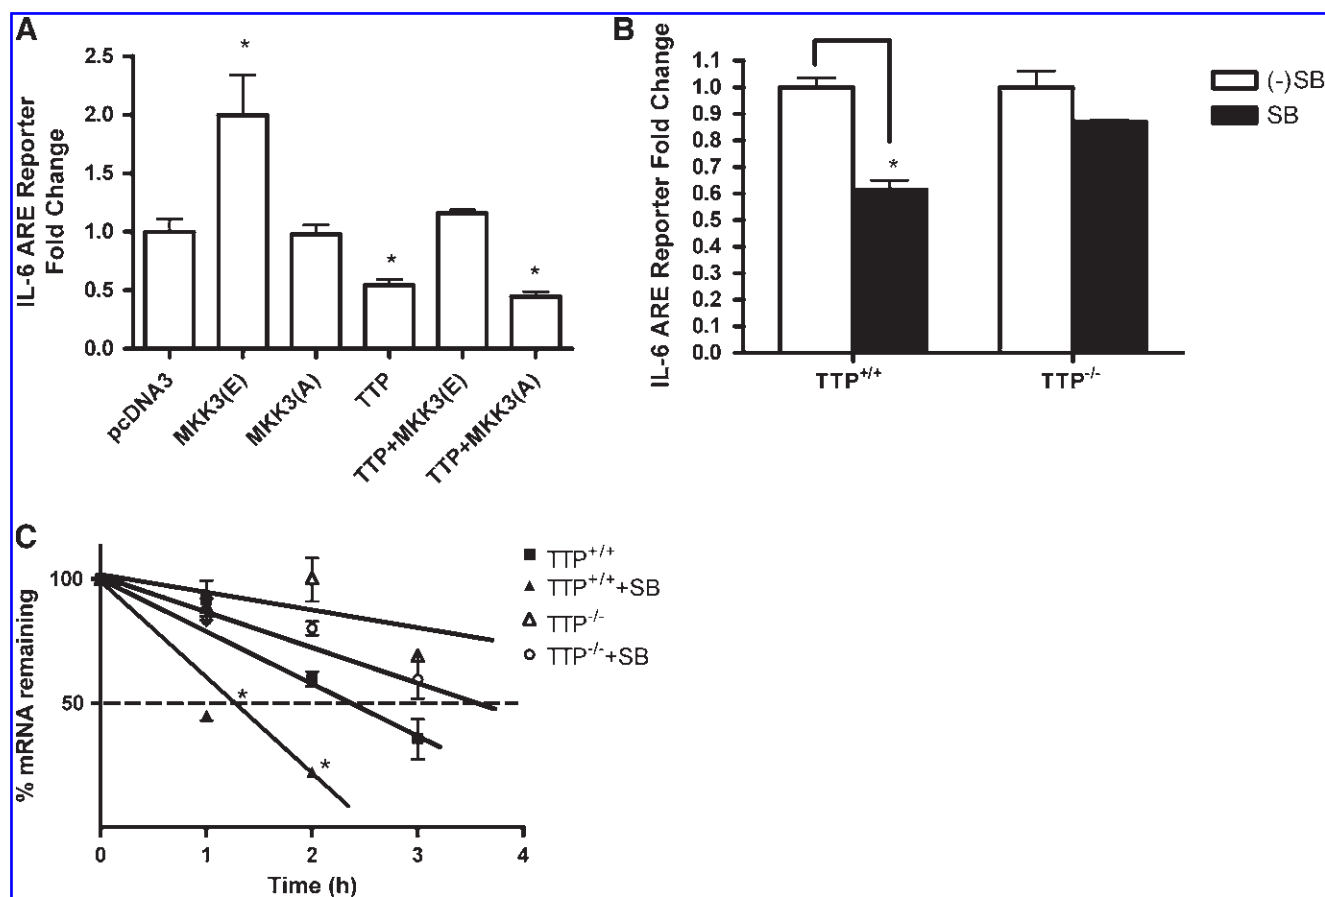 A
IL-6 ARE Reporter
Fold Change
2.5
2.0
1.5
1.0
0.5
0.0
*
*
*
pcDNA3
MKK3(E)
MKK3(A)
TTP
TTP+MKK3(E)
TTP+MKK3(A)
B
IL-6 ARE Reporter Fold Change
1.1
1.0
0.9
0.8
0.7
0.6
0.5
0.4
0.3
0.2
0.1
0.0
*
TTP+/+
TTP-/-
(-)SB
SB
C
% mRNA remaining
100
50
*
*
0 1 2 3 4
Time (h)
TTP+/+
TTP+/++SB
TTP-/-
TTP-/-+SB